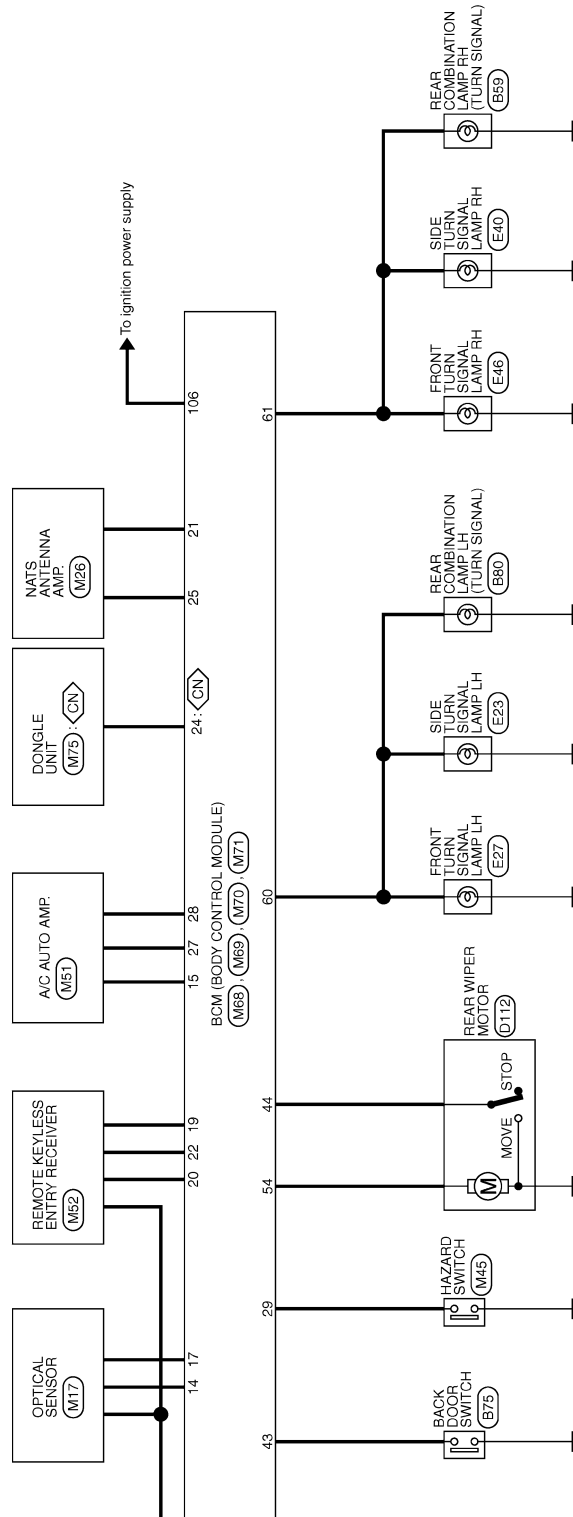 OPTICAL
SENSOR
M17
REMOTE KEYLESS
ENTRY RECEIVER
M52
A/C AUTO AMP.
M51
DONGLE
UNIT
M75 : CN
NATS
ANTENNA
AMP.
M26
To ignition power supply
14
17
20
22
19
15
27
28
24 : CN
25
21
106
BCM (BODY CONTROL MODULE)
M68 , M69 , M70 , M71
43
29
54
44
60
61
BACK
DOOR
SWITCH
B75
HAZARD
SWITCH
M45
REAR WIPER
MOTOR
D112
M
MOVE
STOP
FRONT
TURN
SIGNAL
LAMP LH
E27
SIDE
TURN
SIGNAL
LAMP LH
E23
REAR
COMBINATION
LAMP LH
(TURN SIGNAL)
B80
FRONT
TURN
SIGNAL
LAMP RH
E46
SIDE
TURN
SIGNAL
LAMP RH
E40
REAR
COMBINATION
LAMP RH
(TURN SIGNAL)
B59